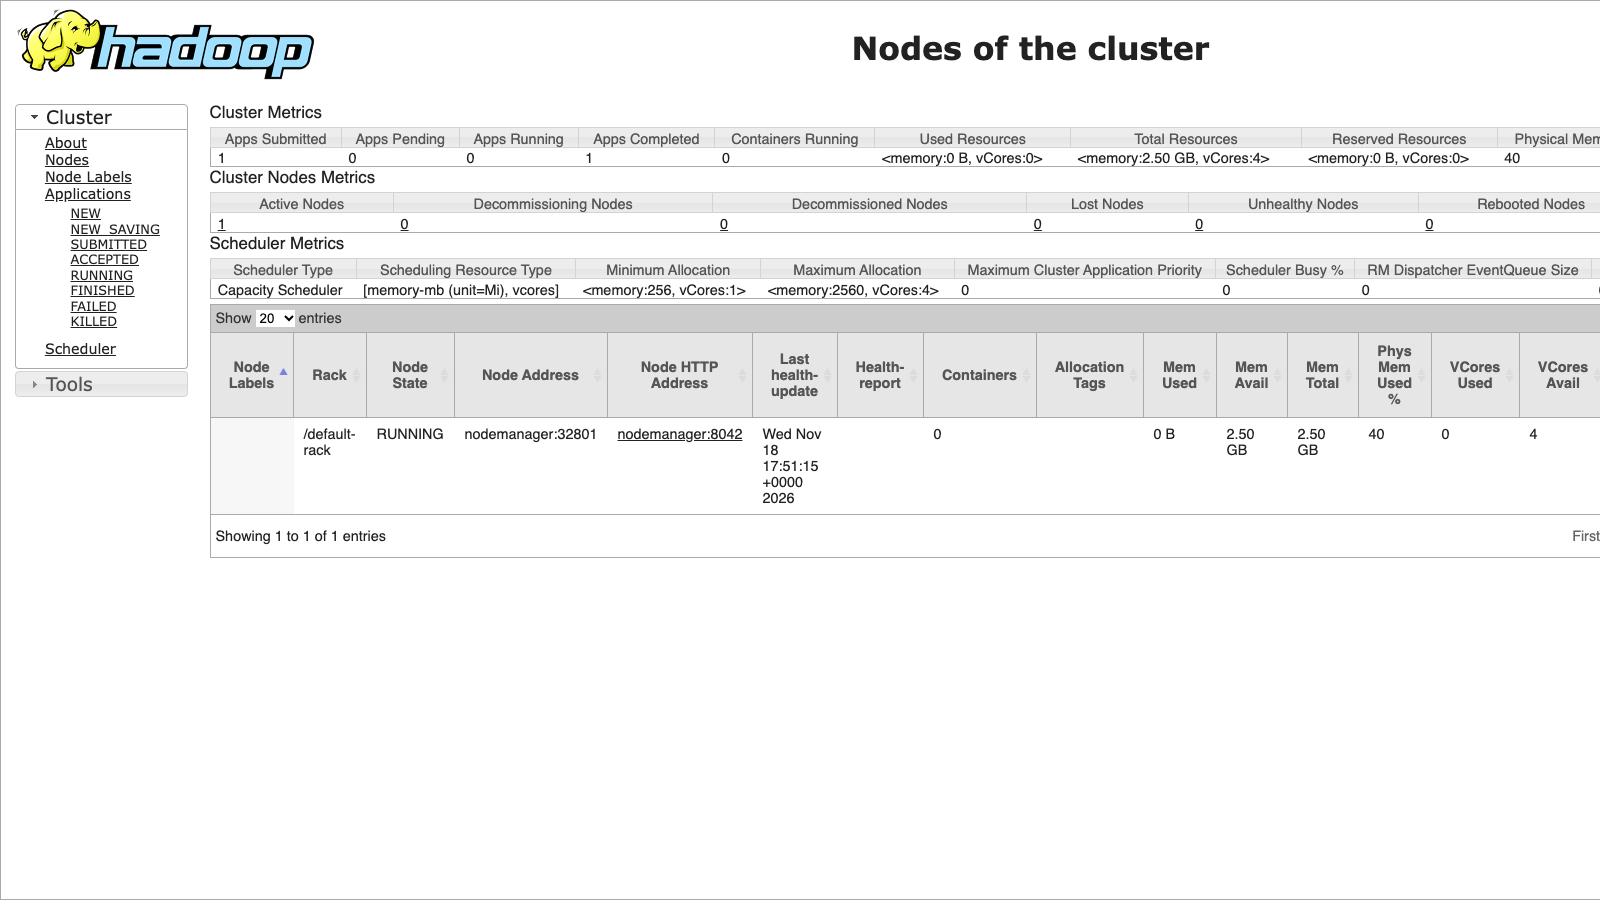 hadoop
Nodes of the cluster
Cluster
About
Nodes
Node Labels
Applications
NEW
NEW_SAVING
SUBMITTED
ACCEPTED
RUNNING
FINISHED
FAILED
KILLED
Scheduler
Tools
Cluster Metrics
Apps Submitted Apps Pending Apps Running Apps Completed Containers Running Used Resources Total Resources Reserved Resources Physical Mem
1 0 0 1 0 <memory:0 B, vCores:0> <memory:2.50 GB, vCores:4> <memory:0 B, vCores:0> 40
Cluster Nodes Metrics
Active Nodes Decommissioning Nodes Decommissioned Nodes Lost Nodes Unhealthy Nodes Rebooted Nodes
1 0 0 0 0 0
Scheduler Metrics
Scheduler Type Scheduling Resource Type Minimum Allocation Maximum Allocation Maximum Cluster Application Priority Scheduler Busy % RM Dispatcher EventQueue Size
Capacity Scheduler [memory-mb (unit=Mi), vcores] <memory:256, vCores:1> <memory:2560, vCores:4> 0 0 0
Show 20 entries
Node Labels Rack Node State Node Address Node HTTP Address Last health-update Health-report Containers Allocation Tags Mem Used Mem Avail Mem Total Phys Mem Used % VCores Used VCores Avail
/default-rack RUNNING nodemanager:32801 nodemanager:8042 Wed Nov 18 17:51:15 +0000 2026 0 0 B 2.50 GB 2.50 GB 40 0 4
Showing 1 to 1 of 1 entries First